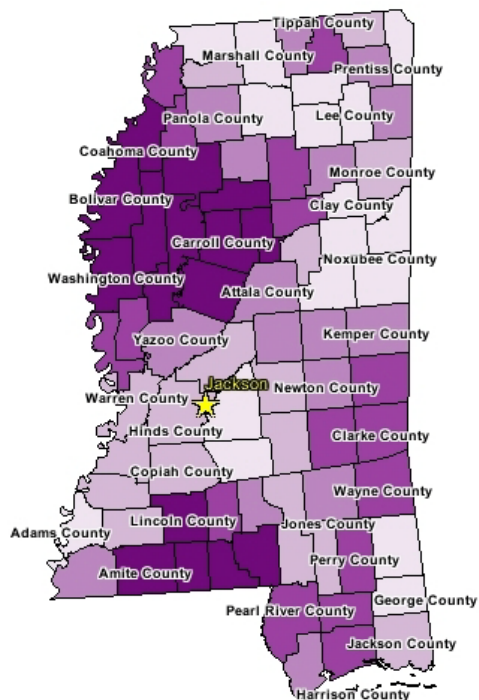 Tippah County
Marshall County
Prentiss County
Panola County
Lee County
Coahoma County
Monroe County
Bolivar County
Clay County
Carroll County
Noxubee County
Washington County
Attala County
Yazoo County
Kemper County
Jackson
Newton County
Warren County
Hinds County
Clarke County
Copiah County
Wayne County
Lincoln County
Jones County
Adams County
Perry County
Amite County
George County
Pearl River County
Jackson County
Harrison County